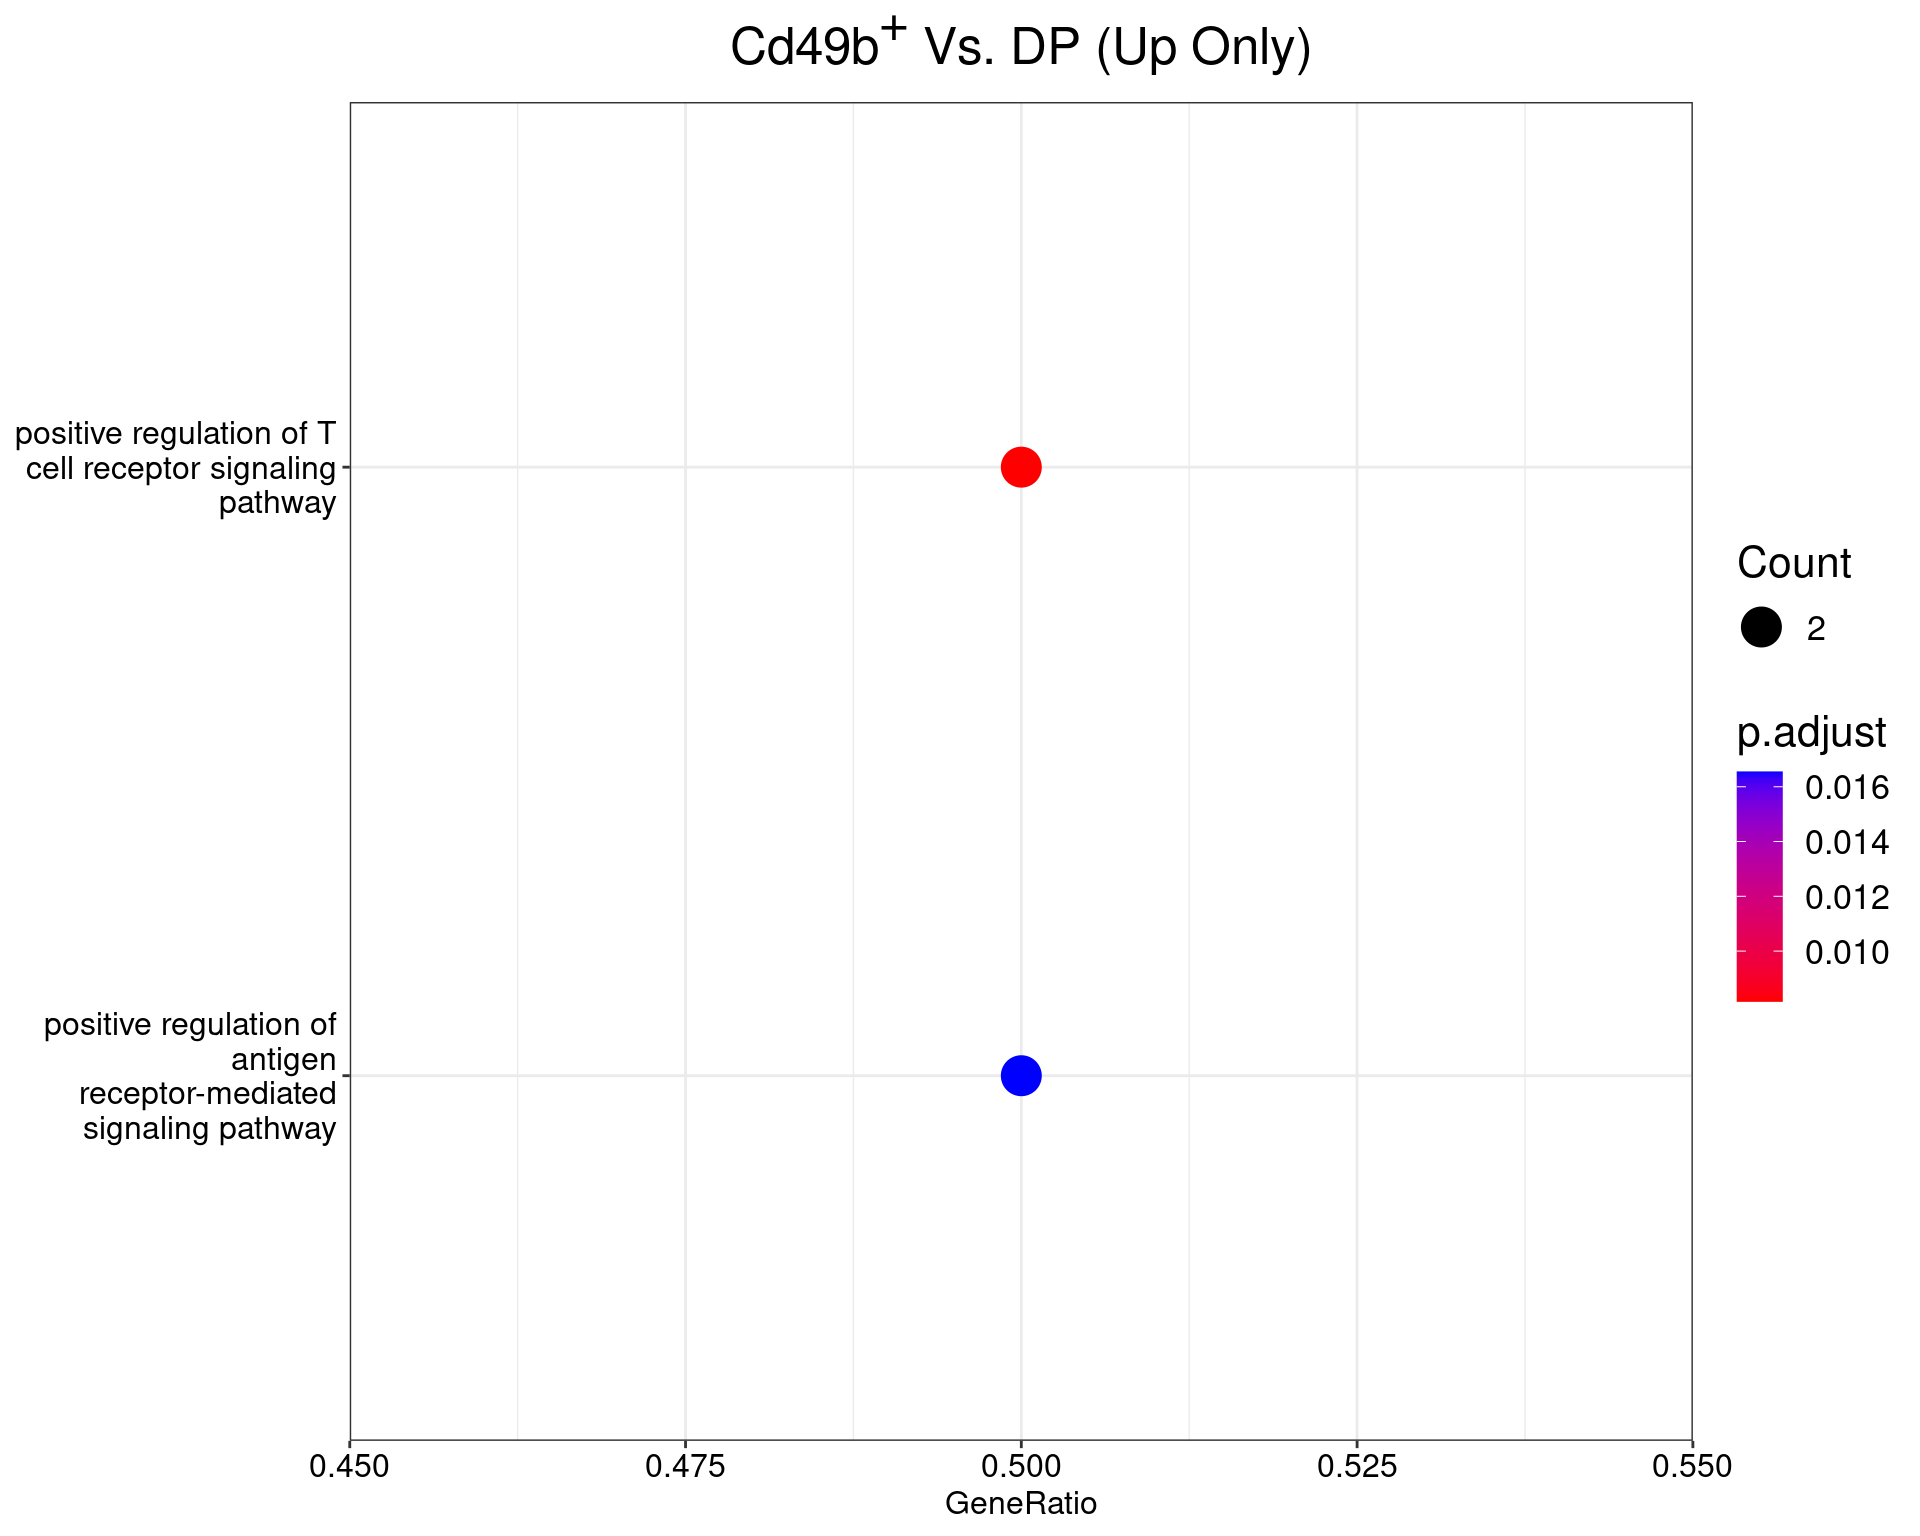 Cd49b+ Vs. DP (Up Only)
positive regulation of T
cell receptor signaling
pathway
positive regulation of
antigen
receptor-mediated
signaling pathway
0.450
0.475
0.500
0.525
0.550
GeneRatio
Count
2
p.adjust
0.016
0.014
0.012
0.010